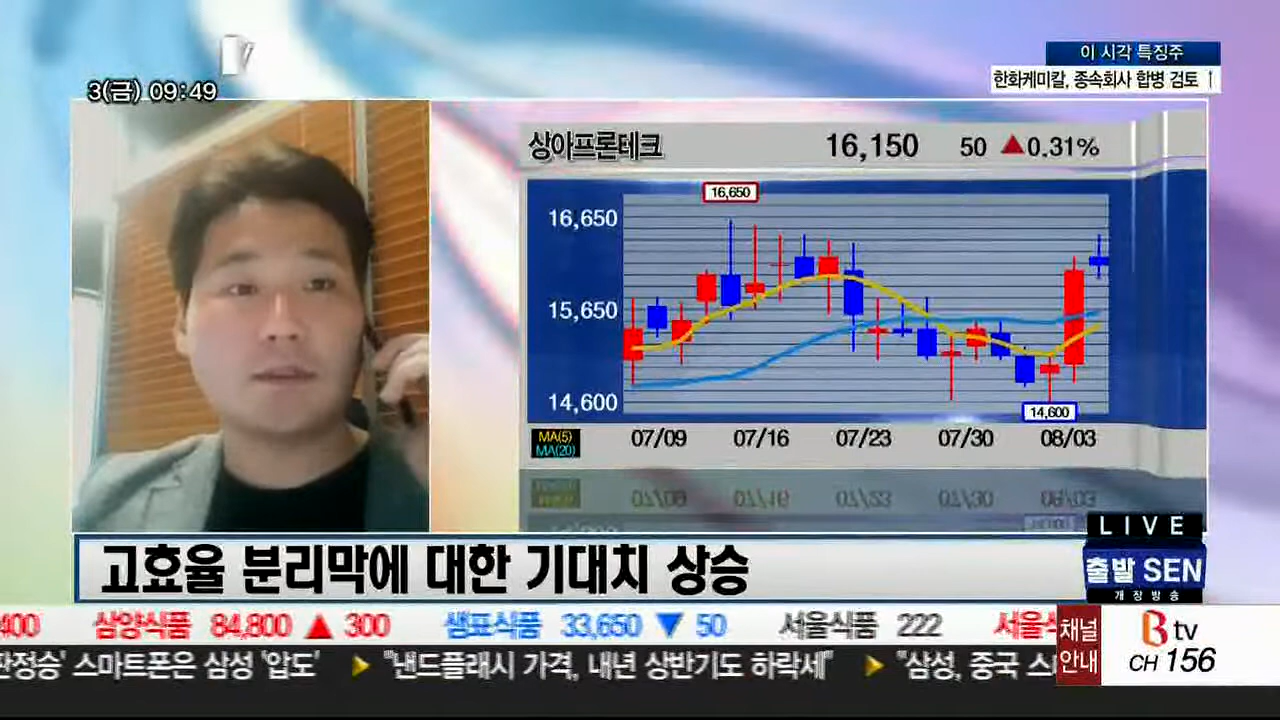 3(금) 09:49
이 시각 특징주
한화케미칼, 종속회사 합병 검토 ↑
상아프론테크 16,150 50 ▲0.31%
16,650
16,650
15,650
14,600
14,600
MA(5)
MA(20)
07/09 07/16 07/23 07/30 08/03
LIVE
출발 SEN
개장방송
고효율 분리막에 대한 기대치 상승
400 삼양식품 84,800 ▲ 300 샘표식품 33,650 ▼ 50 서울식품 222 서울
판정승' 스마트폰은 삼성 '압도' ▶ "낸드플래시 가격, 내년 상반기도 하락세" ▶ "삼성, 중국 스
채널
안내
B tv
CH 156